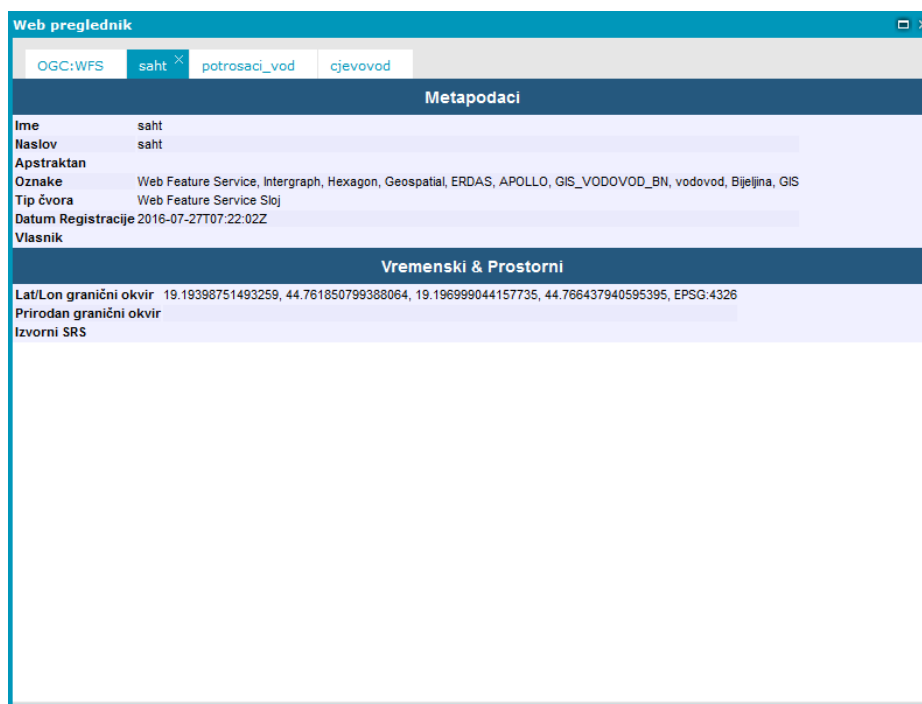 Web preglednik
OGC:WFS saht potrosaci_vod cjevovod
Metapodaci
Ime saht
Naslov saht
Apstraktan
Oznake Web Feature Service, Intergraph, Hexagon, Geospatial, ERDAS, APOLLO, GIS_VODOVOD_BN, vodovod, Bijeljina, GIS
Tip čvora Web Feature Service Sloj
Datum Registracije 2016-07-27T07:22:02Z
Vlasnik
Vremenski & Prostorni
Lat/Lon granični okvir 19.19398751493259, 44.761850799388064, 19.196999044157735, 44.766437940595395, EPSG:4326
Prirodan granični okvir
Izvorni SRS